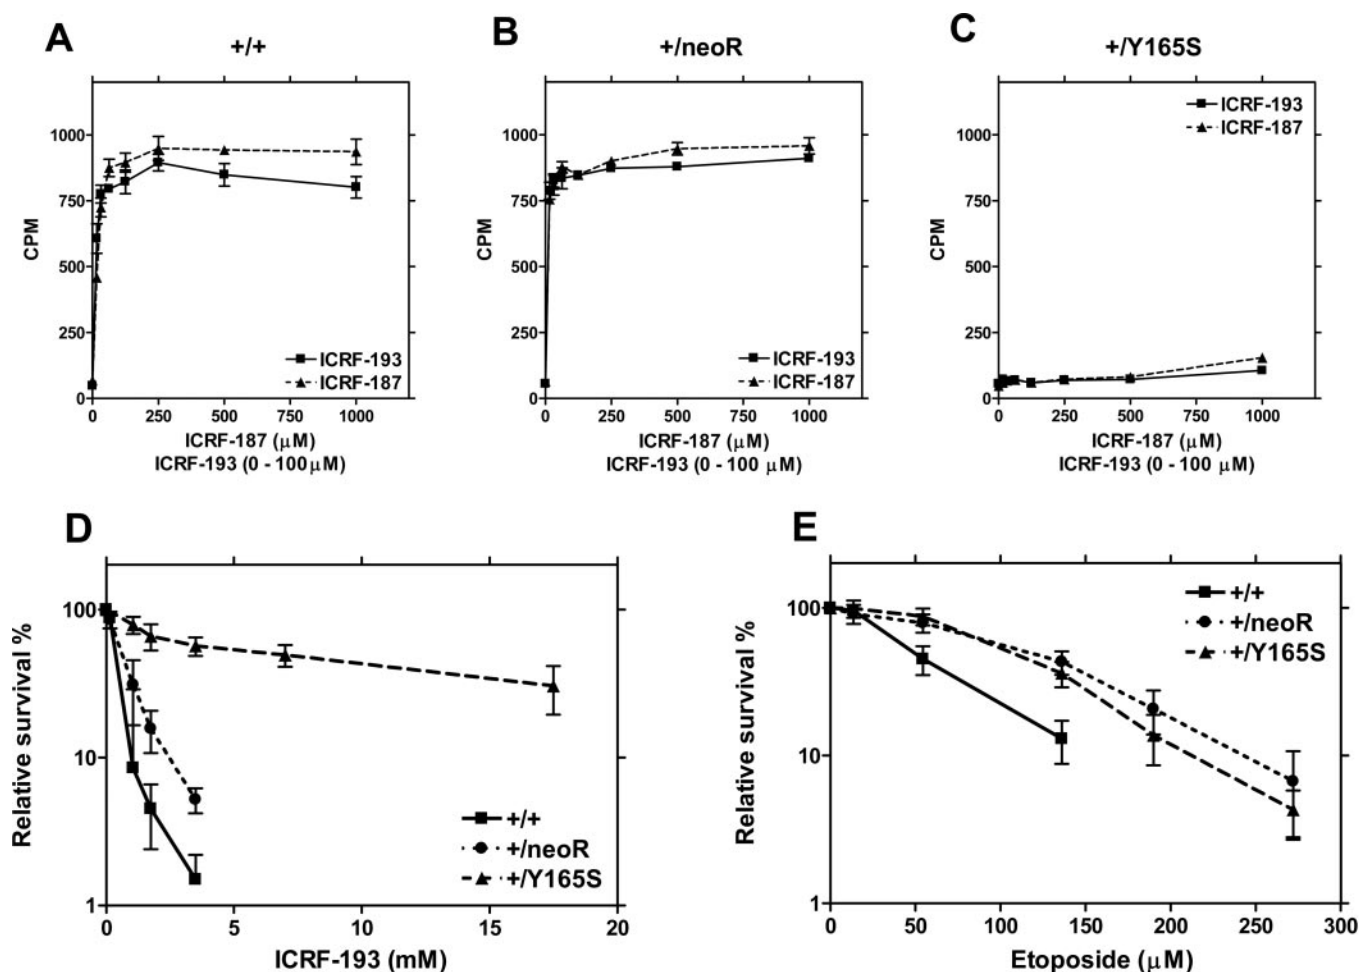 A
+/+
CPM
1000
750
500
250
0
ICRF-193
ICRF-187
0 250 500 750 1000
ICRF-187 (μM)
ICRF-193 (0 - 100 μM)
B
+/neoR
CPM
1000
750
500
250
0
ICRF-193
ICRF-187
0 250 500 750 1000
ICRF-187 (μM)
ICRF-193 (0 - 100 μM)
C
+/Y165S
ICRF-193
ICRF-187
CPM
1000
750
500
250
0
0 250 500 750 1000
ICRF-187 (μM)
ICRF-193 (0 - 100 μM)
D
Relative survival %
100
10
1
+/+
+/neoR
+/Y165S
0 5 10 15 20
ICRF-193 (mM)
E
Relative survival %
100
10
1
+/+
+/neoR
+/Y165S
0 50 100 150 200 250 300
Etoposide (μM)